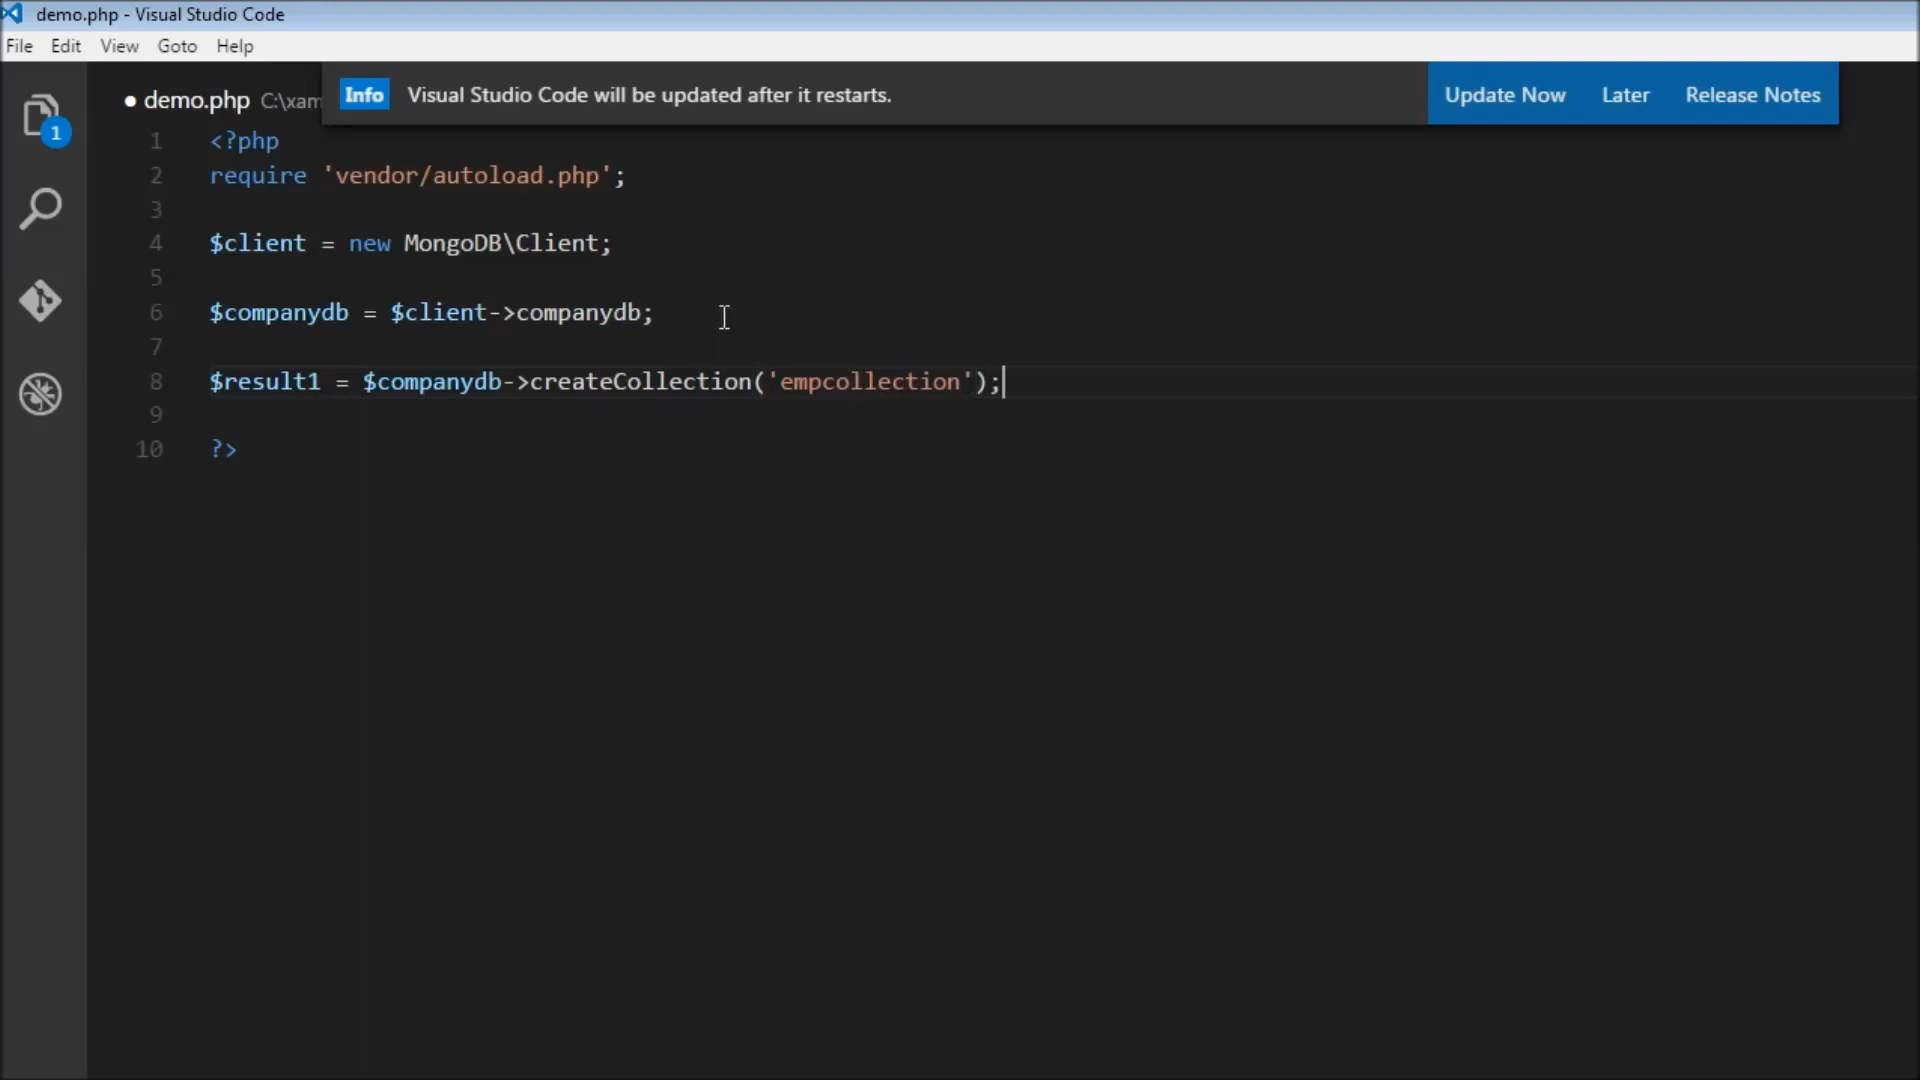 demo.php - Visual Studio Code
File Edit View Goto Help
demo.php C:\xam
Info Visual Studio Code will be updated after it restarts. Update Now Later Release Notes
1
1 <?php
2 require 'vendor/autoload.php';
3
4 $client = new MongoDB\Client;
5
6 $companydb = $client->companydb;
7
8 $result1 = $companydb->createCollection('empcollection');
9
10 ?>